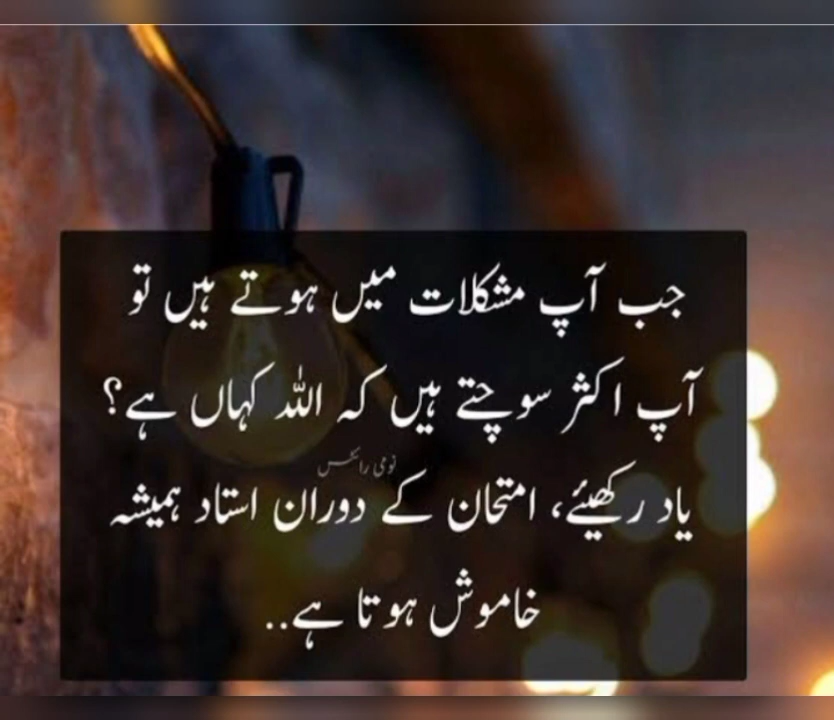 جب آپ مشکلات میں ہوتے ہیں تو
آپ اکثر سوچتے ہیں کہ اللہ کہاں ہے؟
نومی رائٹس
یاد رکھیئے، امتحان کے دوران استاد ہمیشہ
خاموش ہوتا ہے..